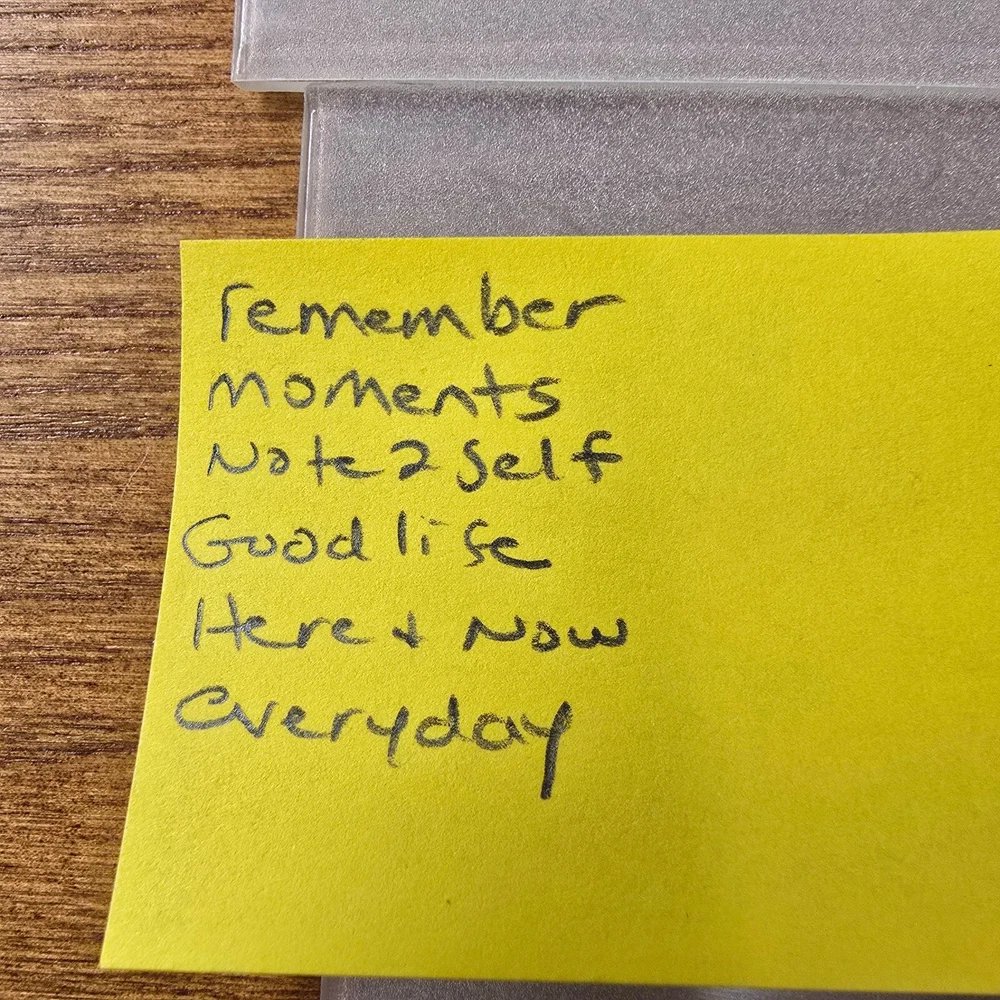 remember
moments
Note 2 Self
Good life
Here + Now
everyday